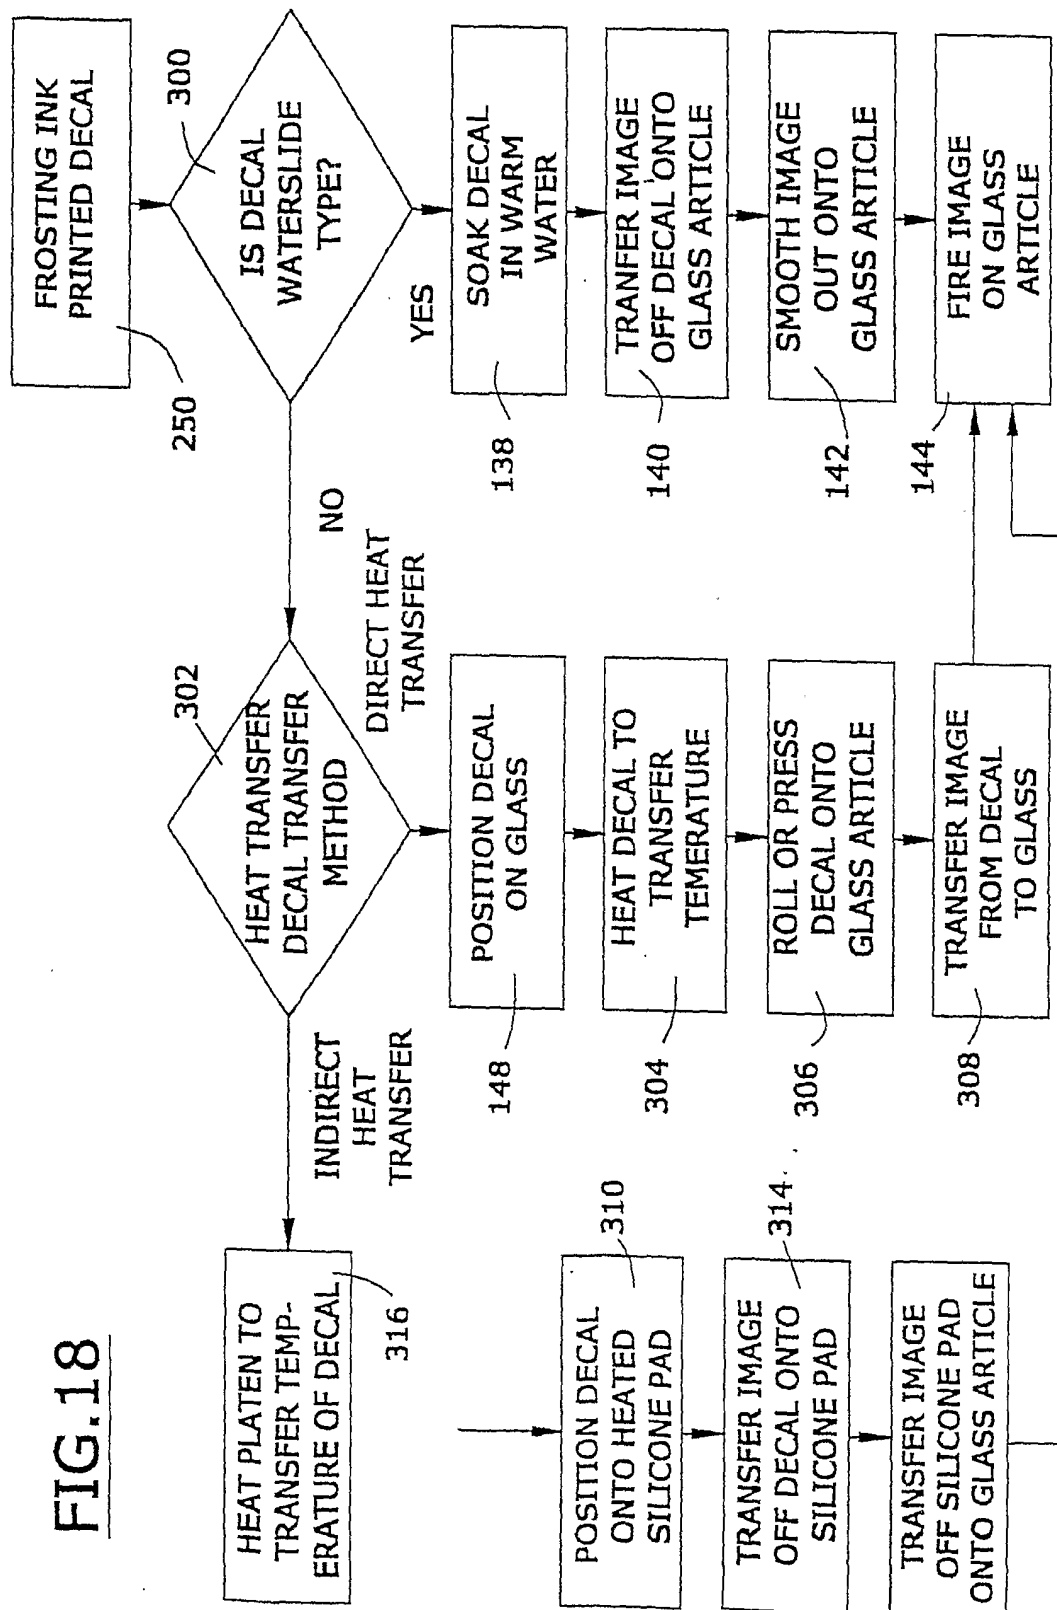 FIG.18
FROSTING INK
PRINTED DECAL
250
300
IS DECAL
WATERSLIDE
TYPE?
YES
SOAK DECAL
IN WARM
WATER
138
TRANFER IMAGE
OFF DECAL ONTO
GLASS ARTICLE
140
SMOOTH IMAGE
OUT ONTO
GLASS ARTICLE
142
FIRE IMAGE
ON GLASS
ARTICLE
144
NO
302
HEAT TRANSFER
DECAL TRANSFER
METHOD
DIRECT HEAT
TRANSFER
POSITION DECAL
ON GLASS
148
HEAT DECAL TO
TRANSFER
TEMERATURE
304
ROLL OR PRESS
DECAL ONTO
GLASS ARTICLE
306
TRANSFER IMAGE
FROM DECAL
TO GLASS
308
INDIRECT
HEAT
TRANSFER
HEAT PLATEN TO
TRANSFER TEMP-
ERATURE OF DECAL
316
POSITION DECAL
ONTO HEATED
SILICONE PAD
310
TRANSFER IMAGE
OFF DECAL ONTO
SILICONE PAD
314
TRANSFER IMAGE
OFF SILICONE PAD
ONTO GLASS ARTICLE